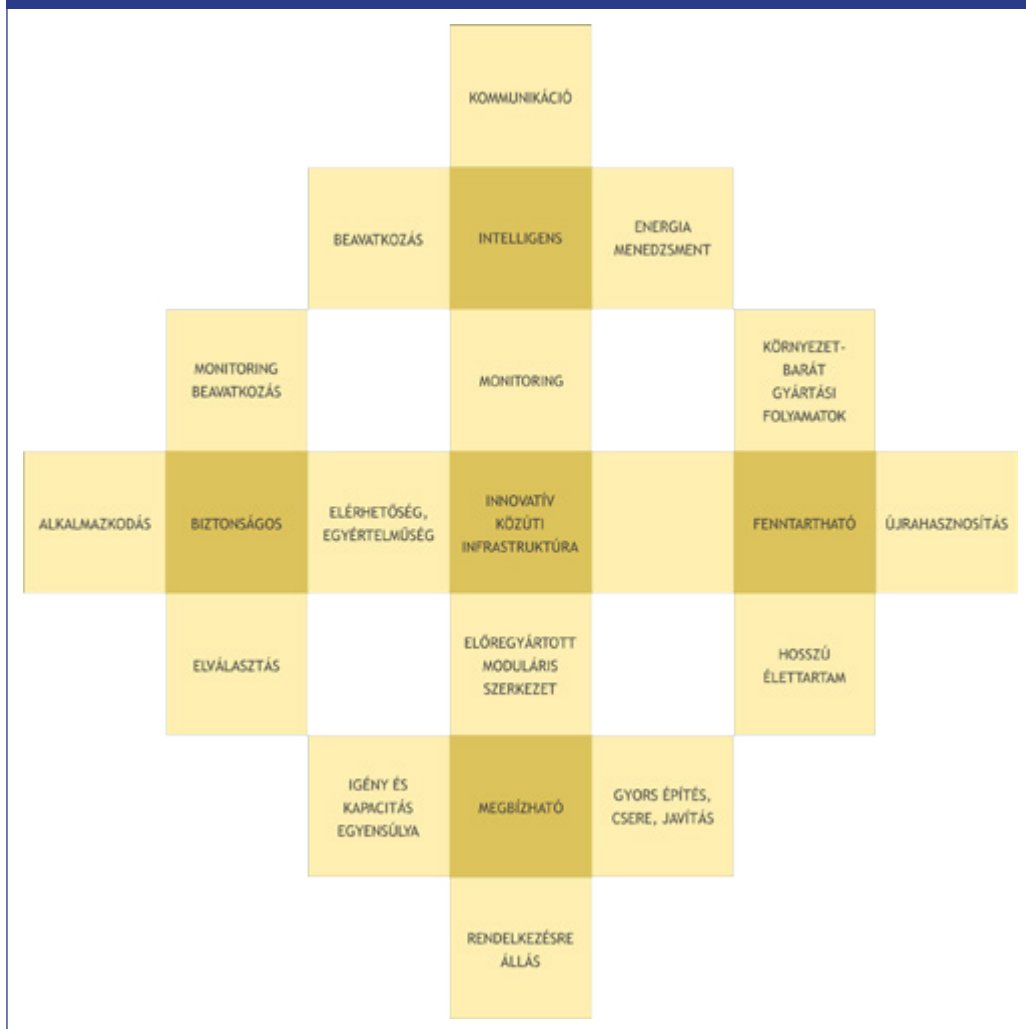 KOMMUNIKÁCIÓ
BEAVATKOZÁS
INTELLIGENS
ENERGIA
MENEDZSMENT
MONITORING
BEAVATKOZÁS
MONITORING
KÖRNYEZET-
BARÁT
GYÁRTÁSI
FOLYAMATOK
ALKALMAZKODÁS
BIZTONSÁGOS
ELÉRHETŐSÉG,
EGYÉRTELMŰSÉG
INNOVATÍV
KÖZÚTI
INFRASTRUKTÚRA
FENNTARTHATÓ
ÚJRAHASZNOSÍTÁS
ELVÁLASZTÁS
ELŐREGYÁRTOTT
MODULÁRIS
SZERKEZET
HOSSZÚ
ÉLETTARTAM
IGÉNY ÉS
KAPACITÁS
EGYENSÚLYA
MEGBÍZHATÓ
GYORS ÉPÍTÉS,
CSERE, JAVÍTÁS
RENDELKEZÉSRE
ÁLLÁS